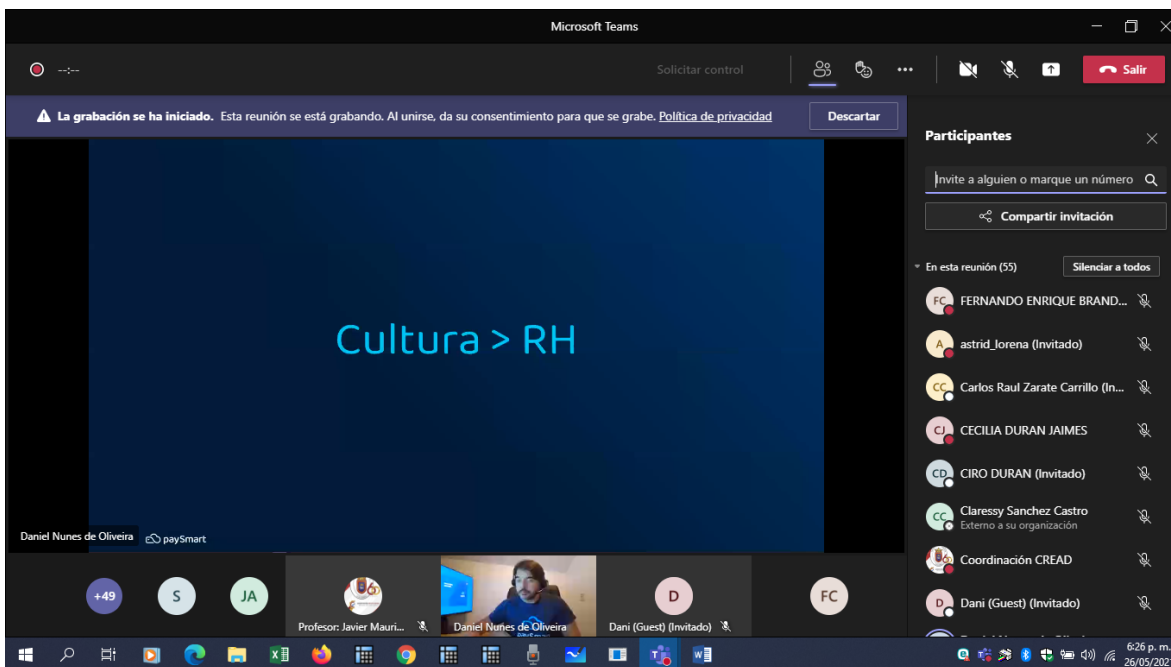 Microsoft Teams
--:--
Solicitar control
Salir
La grabación se ha iniciado. Esta reunión se está grabando. Al unirse, da su consentimiento para que se grabe. Política de privacidad
Descartar
Cultura > RH
Daniel Nunes de Oliveira
paySmart
+49
S
JA
Profesor: Javier Mauri...
Daniel Nunes de Oliveira
D
Dani (Guest) (Invitado)
FC
Participantes
Invite a alguien o marque un número
Compartir invitación
En esta reunión (55)
Silenciar a todos
FC
FERNANDO ENRIQUE BRAND...
A
astrid_lorena (Invitado)
CC
Carlos Raul Zarate Carrillo (In...
CJ
CECILIA DURAN JAIMES
CD
CIRO DURAN (Invitado)
CC
Claressy Sanchez Castro
Externo a su organización
Coordinación CREAD
D
Dani (Guest) (Invitado)
6:26 p. m.
26/05/202